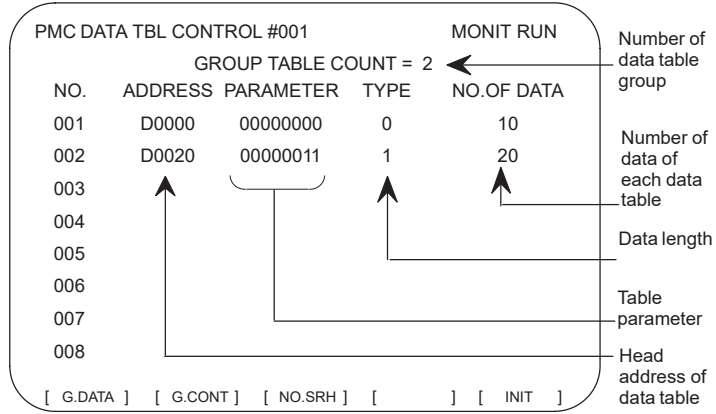 PMC DATA TBL CONTROL #001 MONIT RUN
GROUP TABLE COUNT = 2
NO. ADDRESS PARAMETER TYPE NO.OF DATA
001 D0000 00000000 0 10
002 D0020 00000011 1 20
003
004
005
006
007
008
[ G.DATA ] [ G.CONT ] [ NO.SRH ] [ ] [ INIT ]
Number of
data table
group
Number of
data of
each data
table
Data length
Table
parameter
Head
address of
data table